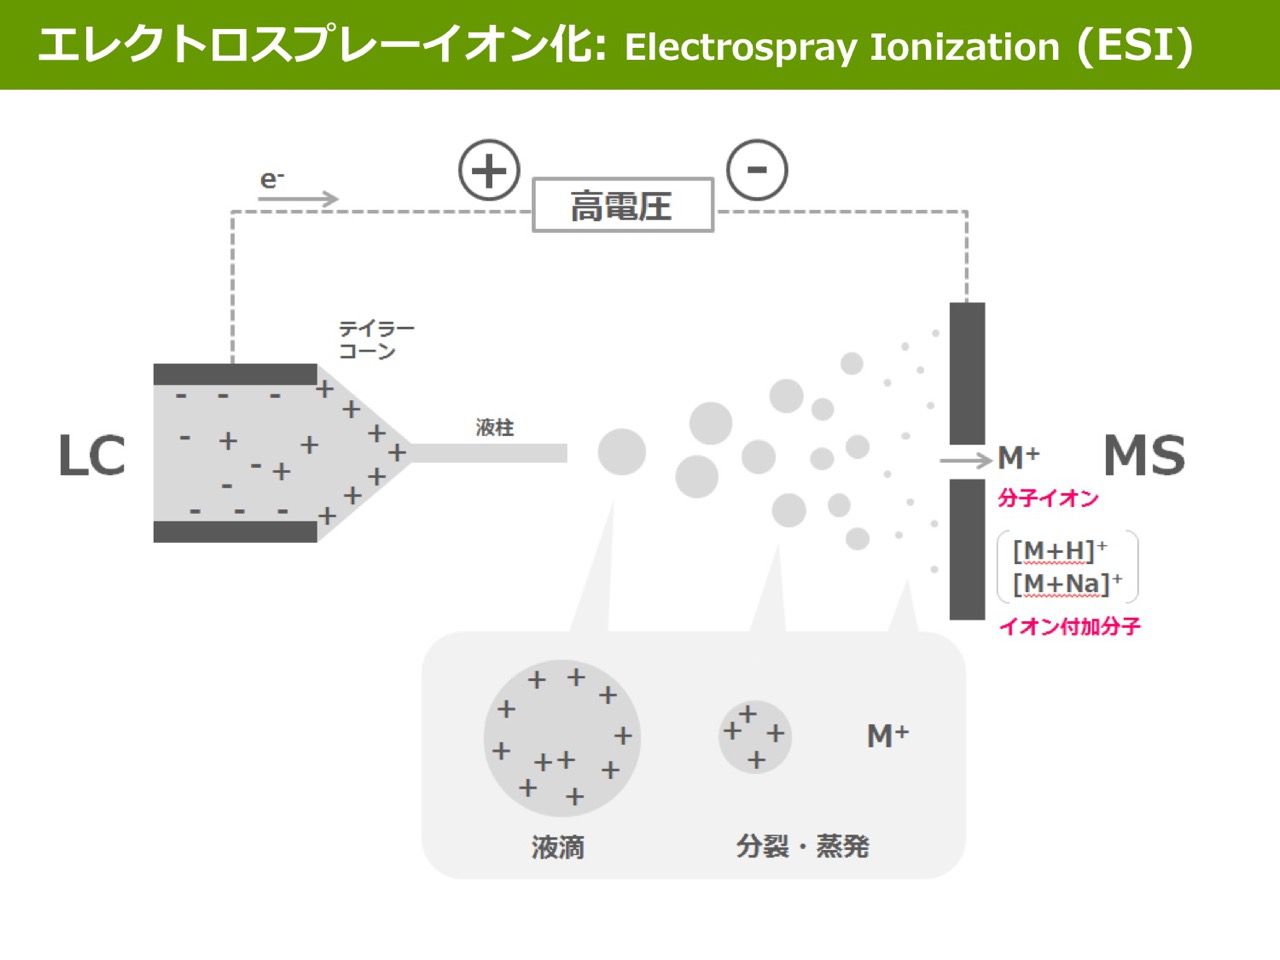 エレクトロスプレーイオン化: Electrospray Ionization (ESI)
e-
+
-
高電圧
テイラー
コーン
液柱
LC
- - - +
+
- + + +
+
- +
- +
+
- - - +
M+
MS
分子イオン
[M+H]+
[M+Na]+
イオン付加分子
+ + + + + + + + + + + +
+ + + +
M+
液滴
分裂・蒸発